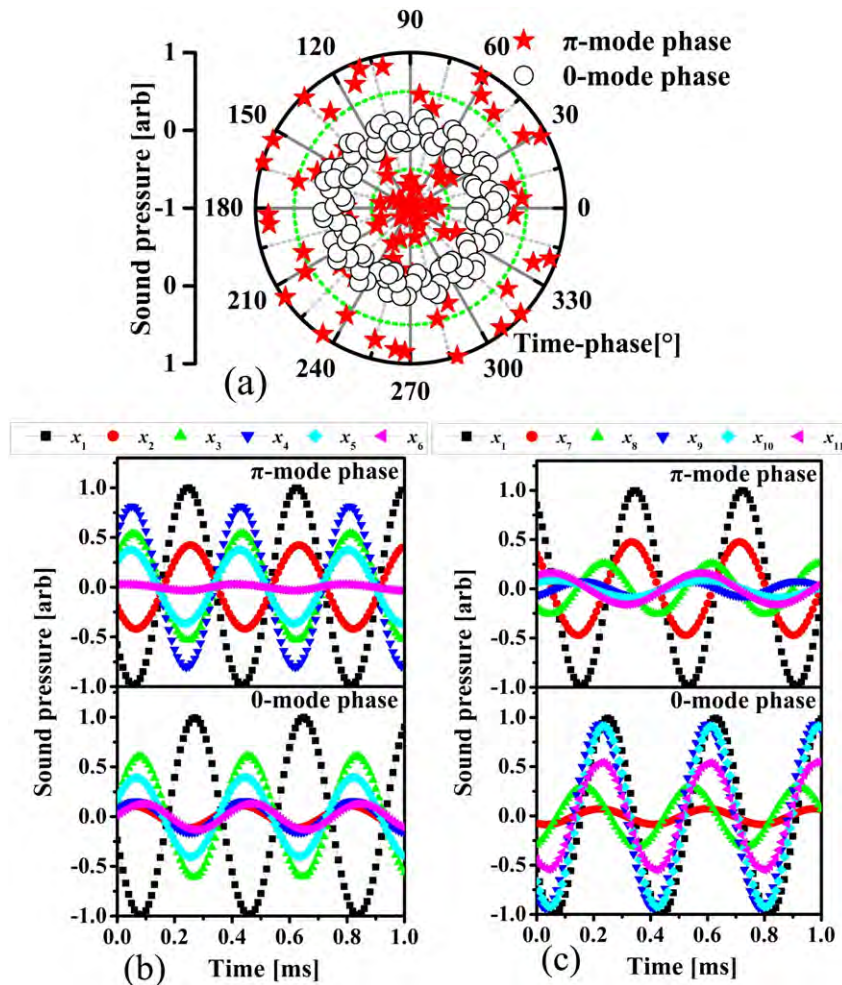 90
120
60
150
30
180
0
210
330
240
300
270
1
0
-1
0
1
Sound pressure [arb]
π-mode phase
0-mode phase
Time-phase[°]
(a)
x1 x2 x3 x4 x5 x6
π-mode phase
1.0
0.5
0.0
-0.5
-1.0
0-mode phase
1.0
0.5
0.0
-0.5
-1.0
Sound pressure [arb]
Sound pressure [arb]
0.0 0.2 0.4 0.6 0.8 1.0
Time [ms]
(b)
x1 x7 x8 x9 x10 x11
π-mode phase
1.0
0.5
0.0
-0.5
-1.0
0-mode phase
1.0
0.5
0.0
-0.5
-1.0
Sound pressure [arb]
Sound pressure [arb]
0.0 0.2 0.4 0.6 0.8 1.0
Time [ms]
(c)